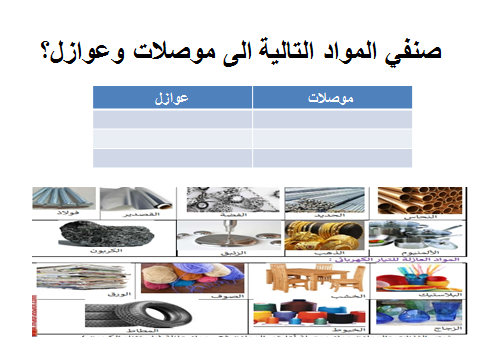 صنفي المواد التالية الى موصلات وعوازل؟
موصلات
عوازل
النحاس
الحديد
الفضة
القصدير
فولاذ
الألمنيوم
الذهب
الزئبق
الكربون
المواد العازلة للتيار الكهربائي :
البلاستيك
الخشب
الصوف
الورق
الزجاج
الخيوط
المطاط